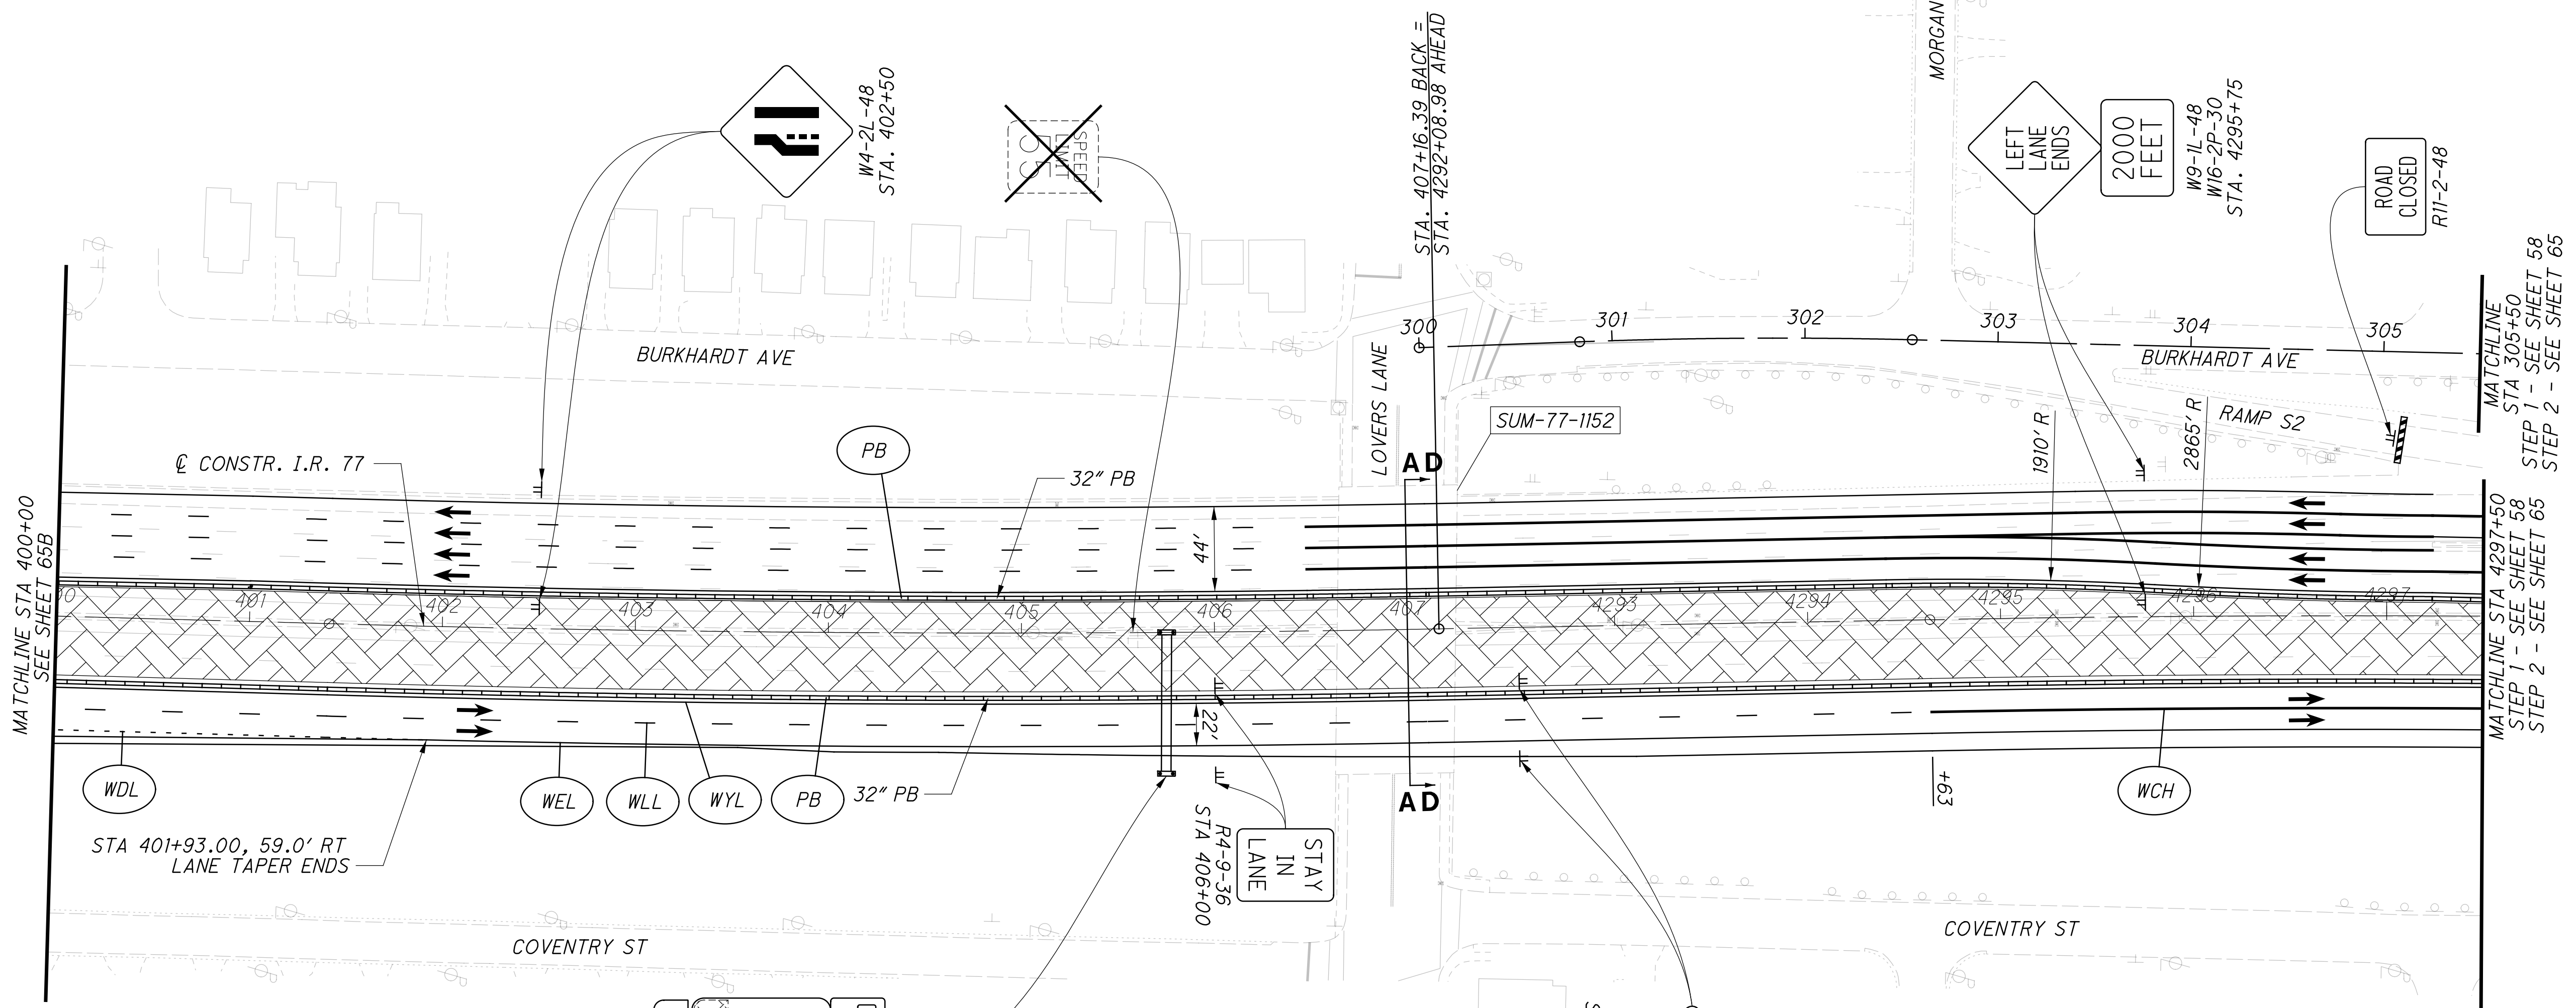 W4-2L-48
STA. 402+50
SPEED
LIMIT
STA. 407+16.39 BACK =
STA. 4292+08.98 AHEAD
MORGAN
LEFT
LANE
ENDS
2000
FEET
W9-1L-48
W16-2P-30
STA. 4295+75
ROAD
CLOSED
R11-2-48
MATCHLINE
STA 305+50
STEP 1 - SEE SHEET 58
STEP 2 - SEE SHEET 65
300
301
302
303
304
305
BURKHARDT AVE
BURKHARDT AVE
LOVERS LANE
SUM-77-1152
RAMP S2
1910' R
2865' R
℄ CONSTR. I.R. 77
PB
32" PB
A D
44'
MATCHLINE STA 400+00
SEE SHEET 65B
401
402
403
404
405
406
407
4293
4294
4295
4296
4297
MATCHLINE STA 4297+50
STEP 1 - SEE SHEET 58
STEP 2 - SEE SHEET 65
22'
WDL
WEL
WLL
WYL
PB
32" PB
A D
+63
WCH
STA 401+93.00, 59.0' RT
LANE TAPER ENDS
R4-9-36
STA 406+00
STAY
IN
LANE
COVENTRY ST
COVENTRY ST